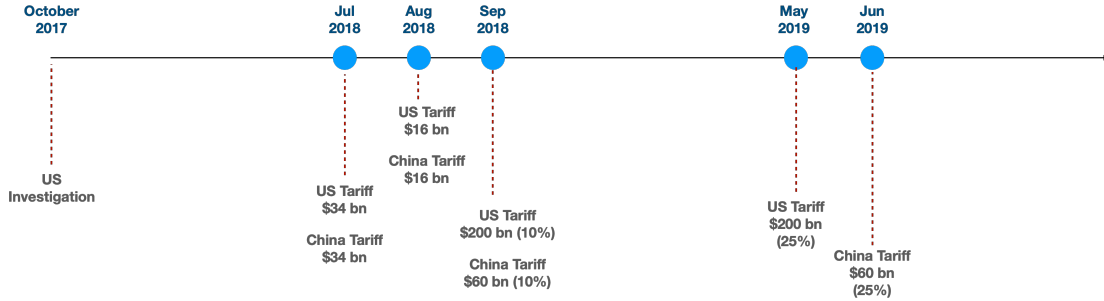 October
2017
Jul
2018
Aug
2018
Sep
2018
May
2019
Jun
2019
US
Investigation
US Tariff
$34 bn
China Tariff
$34 bn
US Tariff
$16 bn
China Tariff
$16 bn
US Tariff
$200 bn (10%)
China Tariff
$60 bn (10%)
US Tariff
$200 bn
(25%)
China Tariff
$60 bn
(25%)